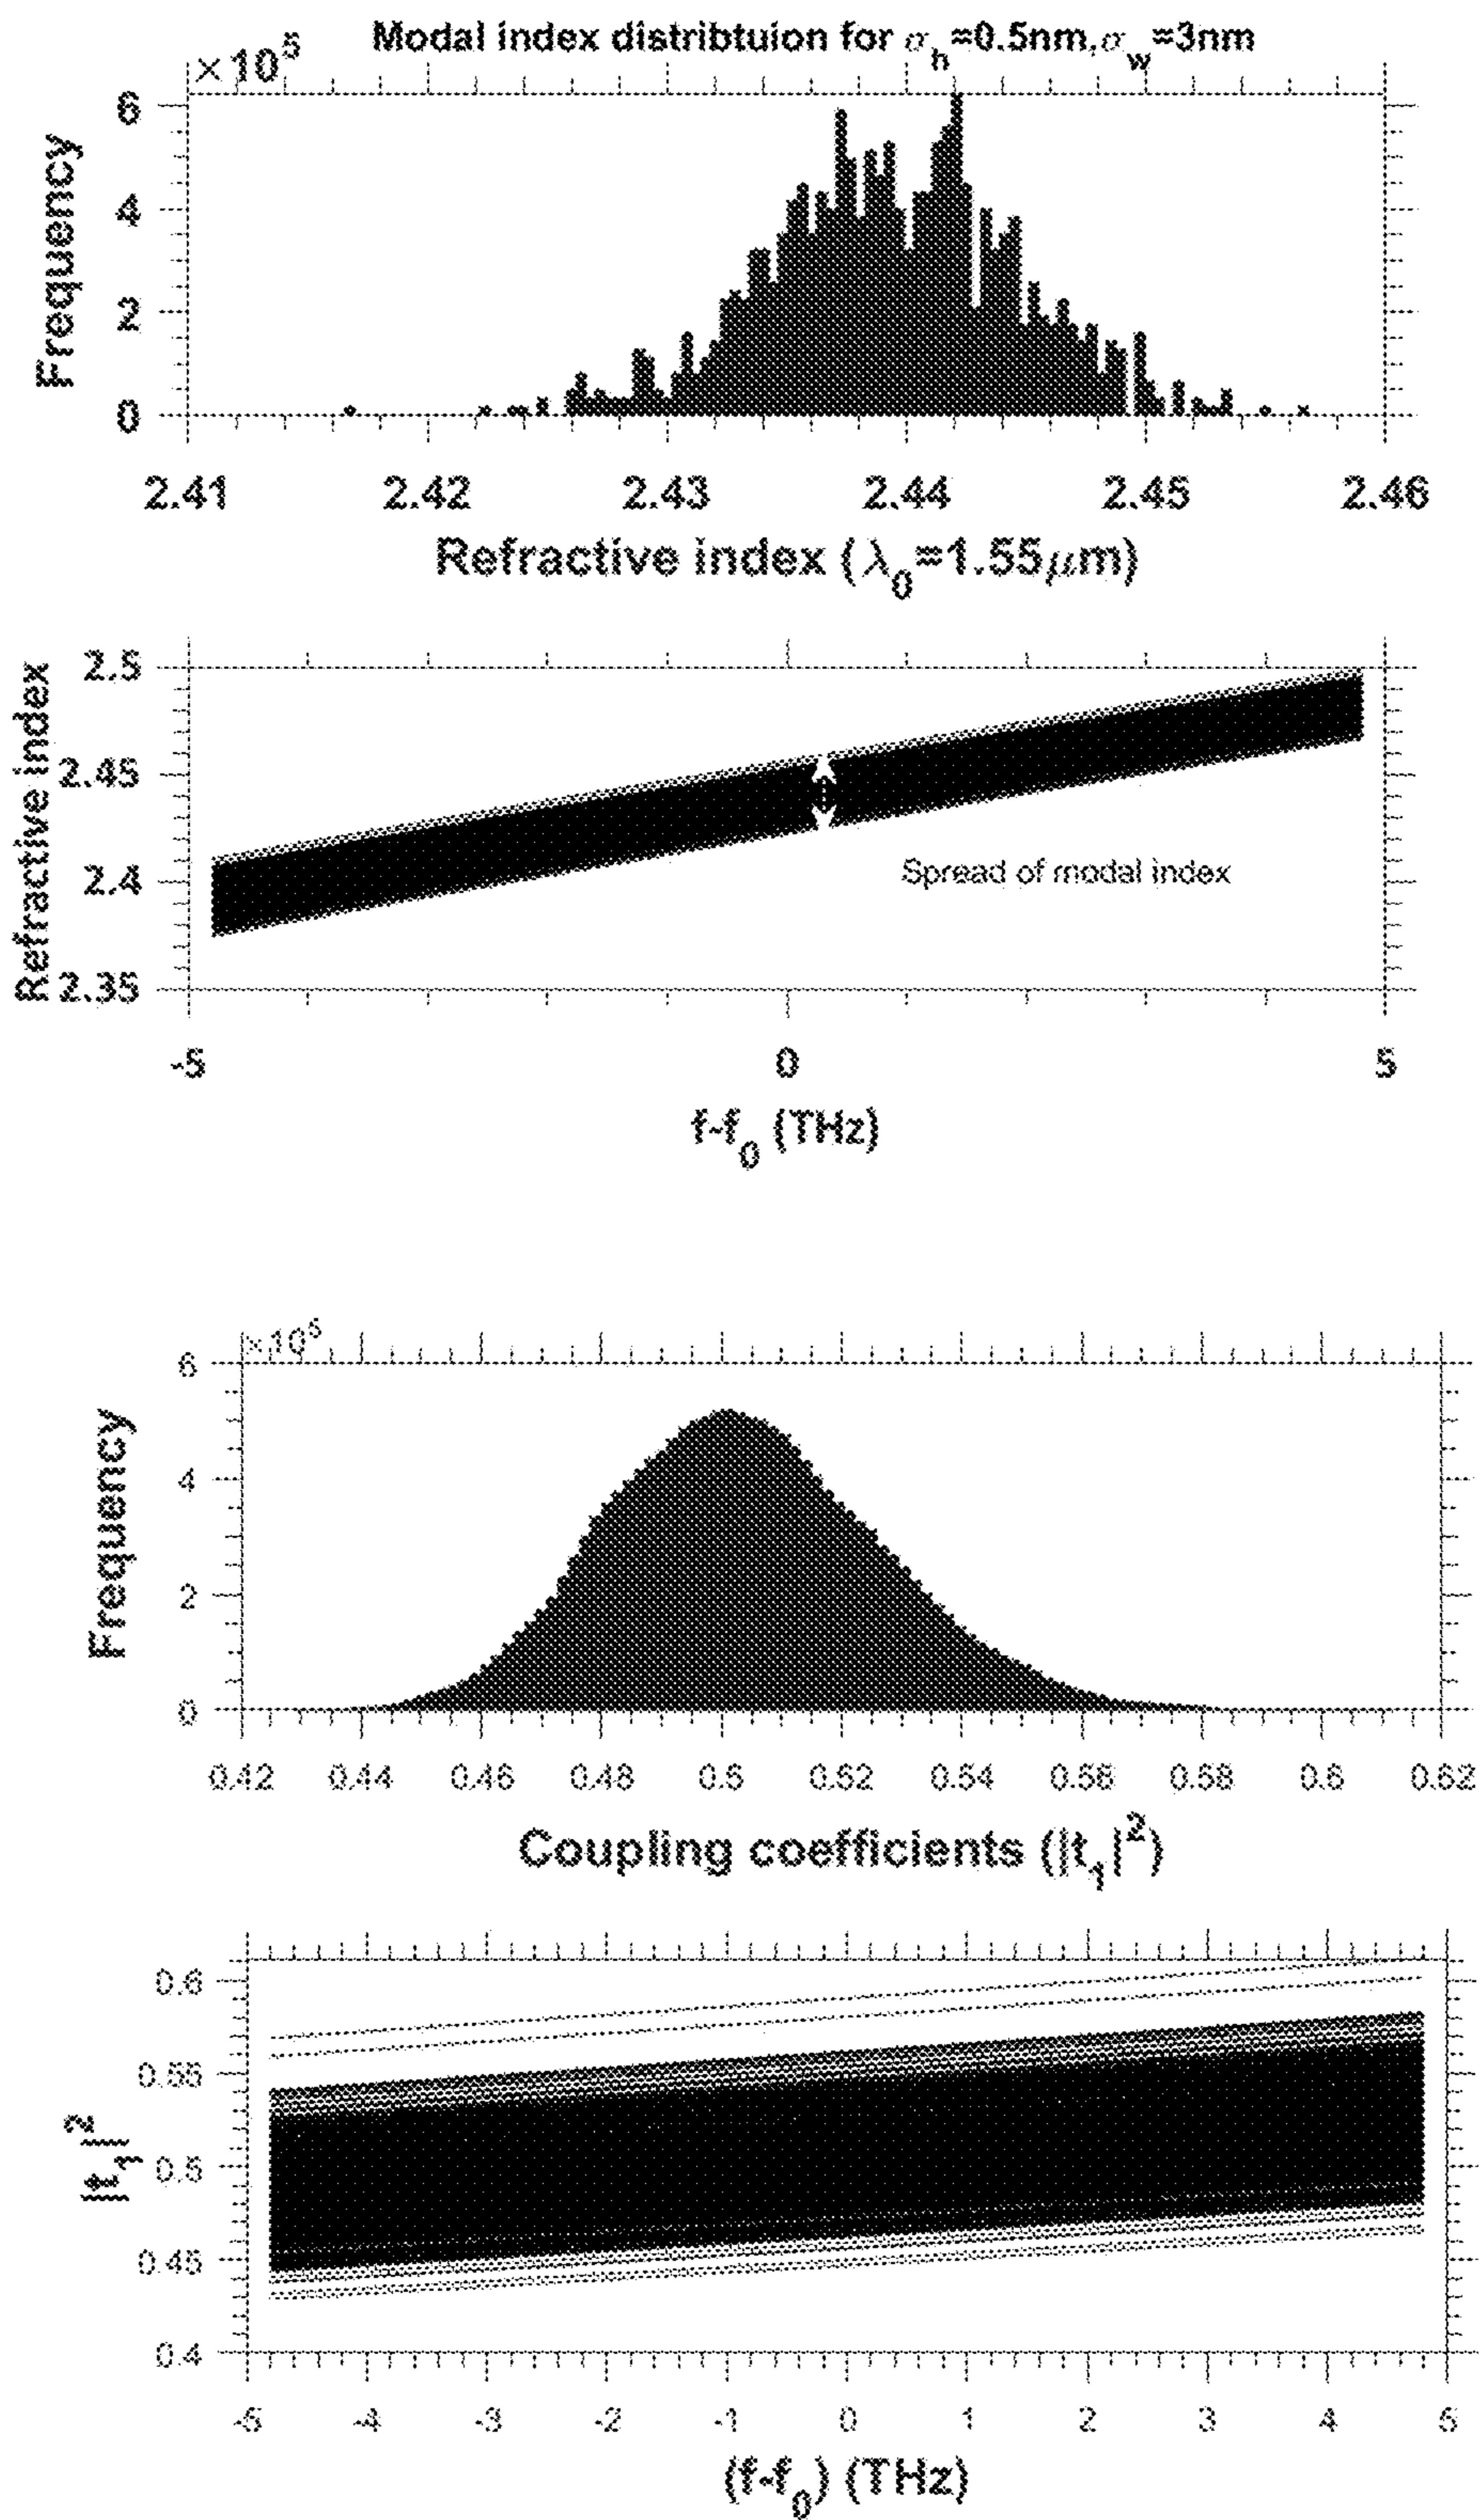 Modal index distribtuion for σh=0.5nm,σw=3nm
×10⁵
Frequency
6
4
2
0
2.41 2.42 2.43 2.44 2.45 2.46
Refractive index (λ0=1.55μm)
Refractive index
2.5
2.45
2.4
2.35
Spread of modal index
-5 0 5
f-f0 (THz)
×10⁵
Frequency
6
4
2
0
0.42 0.44 0.46 0.48 0.5 0.52 0.54 0.56 0.58 0.6 0.62
Coupling coefficients (|t1|²)
|t1|²
0.6
0.55
0.5
0.45
0.4
-5 -4 -3 -2 -1 0 1 2 3 4 5
(f-f0) (THz)